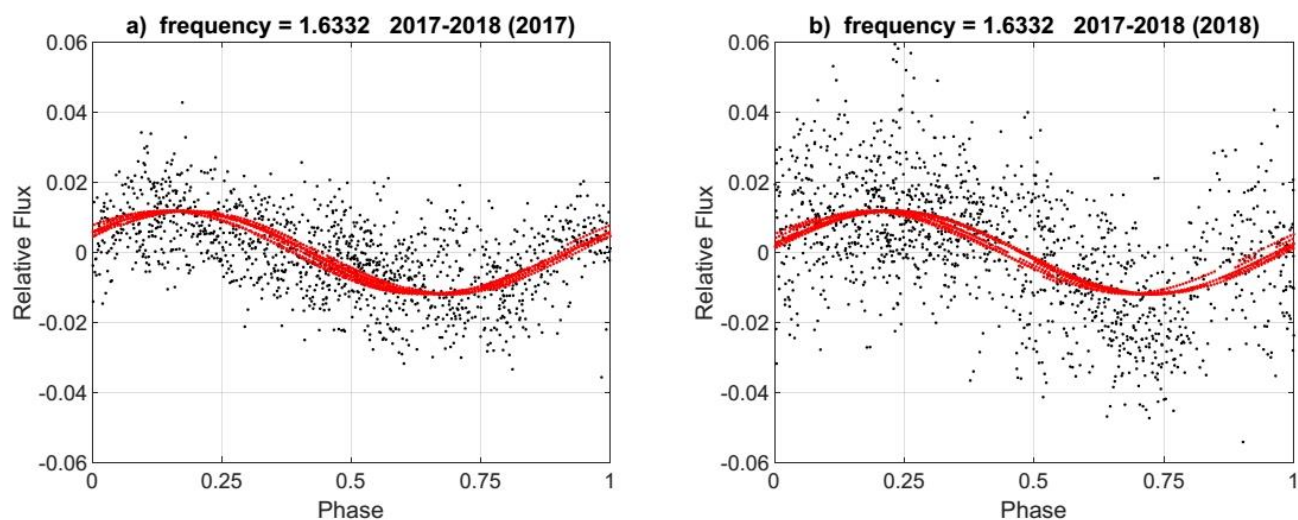 a)  frequency = 1.6332   2017-2018 (2017)
0.06
0.04
0.02
0
-0.02
-0.04
-0.06
Relative Flux
0 0.25 0.5 0.75 1
Phase
b)  frequency = 1.6332   2017-2018 (2018)
0.06
0.04
0.02
0
-0.02
-0.04
-0.06
Relative Flux
0 0.25 0.5 0.75 1
Phase